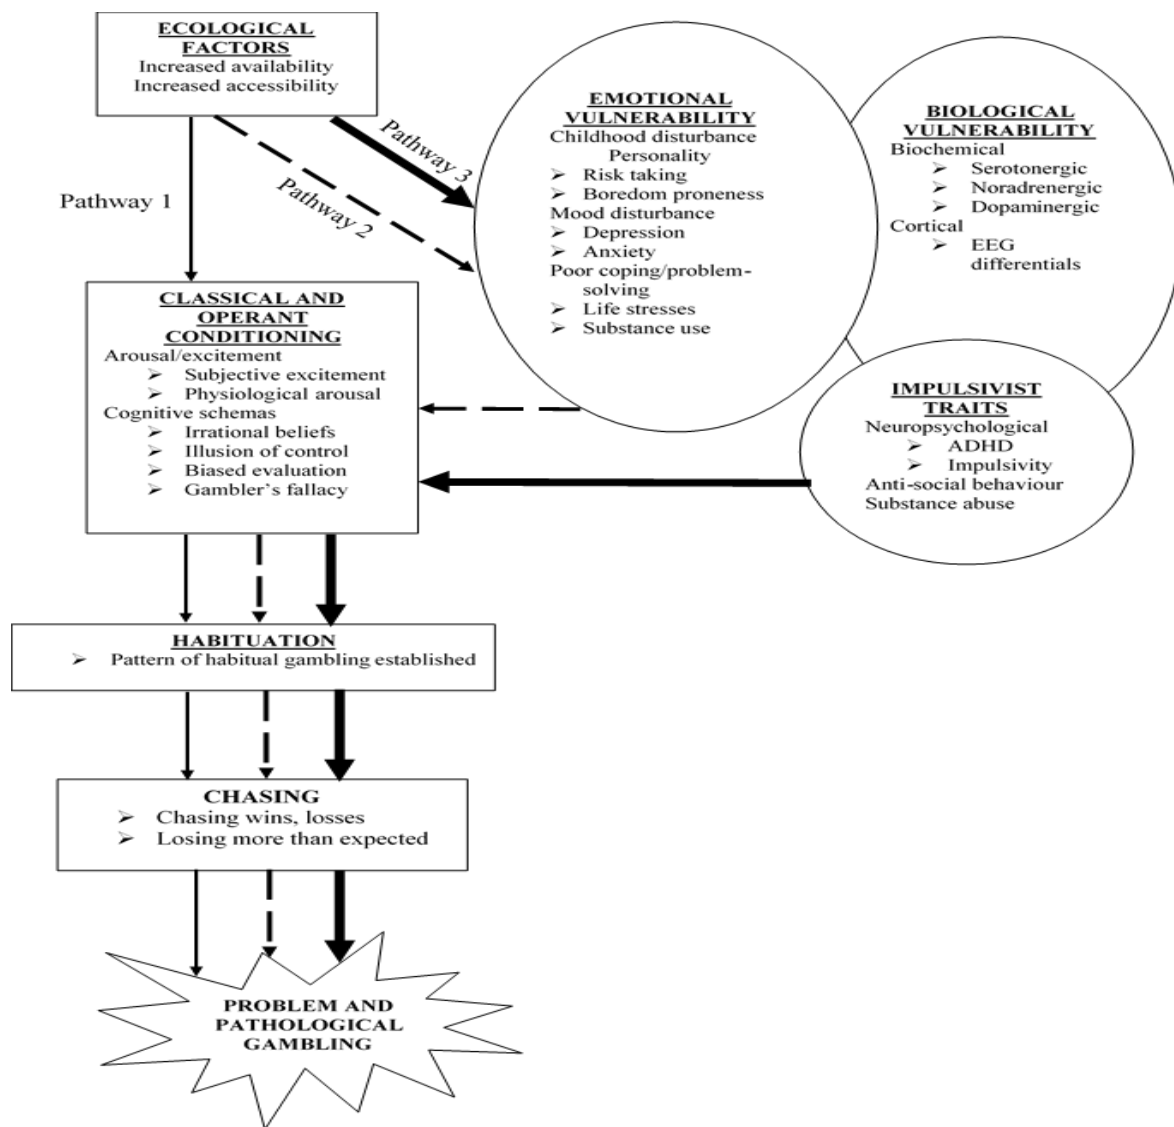 ECOLOGICAL
FACTORS
Increased availability
Increased accessibility
Pathway 1
Pathway 2
Pathway 3
EMOTIONAL
VULNERABILITY
Childhood disturbance
Personality
➢ Risk taking
➢ Boredom proneness
Mood disturbance
➢ Depression
➢ Anxiety
Poor coping/problem-
solving
➢ Life stresses
➢ Substance use
BIOLOGICAL
VULNERABILITY
Biochemical
➢ Serotonergic
➢ Noradrenergic
➢ Dopaminergic
Cortical
➢ EEG
differentials
CLASSICAL AND
OPERANT
CONDITIONING
Arousal/excitement
➢ Subjective excitement
➢ Physiological arousal
Cognitive schemas
➢ Irrational beliefs
➢ Illusion of control
➢ Biased evaluation
➢ Gambler's fallacy
IMPULSIVIST
TRAITS
Neuropsychological
➢ ADHD
➢ Impulsivity
Anti-social behaviour
Substance abuse
HABITUATION
➢ Pattern of habitual gambling established
CHASING
➢ Chasing wins, losses
➢ Losing more than expected
PROBLEM AND
PATHOLOGICAL
GAMBLING